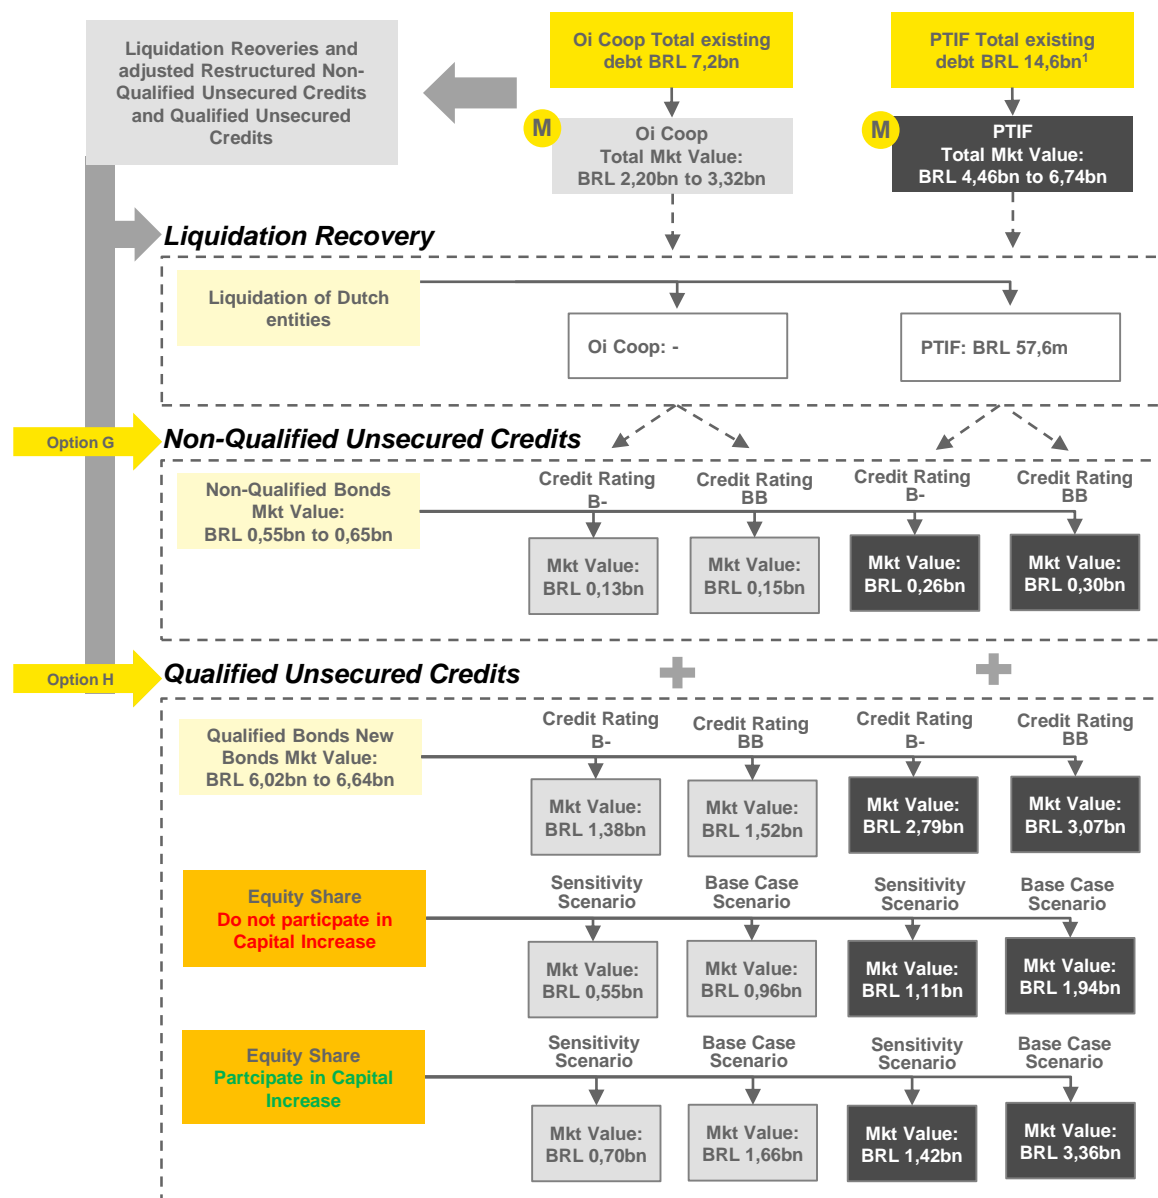 Liquidation Reoveries and
adjusted Restructured Non-
Qualified Unsecured Credits
and Qualified Unsecured
Credits
Oi Coop Total existing
debt BRL 7,2bn
PTIF Total existing
debt BRL 14,6bn¹
M
Oi Coop
Total Mkt Value:
BRL 2,20bn to 3,32bn
M
PTIF
Total Mkt Value:
BRL 4,46bn to 6,74bn
Liquidation Recovery
Liquidation of Dutch
entities
Oi Coop: -
PTIF: BRL 57,6m
Option G
Non-Qualified Unsecured Credits
Non-Qualified Bonds
Mkt Value:
BRL 0,55bn to 0,65bn
Credit Rating
B-
Credit Rating
BB
Credit Rating
B-
Credit Rating
BB
Mkt Value:
BRL 0,13bn
Mkt Value:
BRL 0,15bn
Mkt Value:
BRL 0,26bn
Mkt Value:
BRL 0,30bn
Option H
Qualified Unsecured Credits
Qualified Bonds New
Bonds Mkt Value:
BRL 6,02bn to 6,64bn
Credit Rating
B-
Credit Rating
BB
Credit Rating
B-
Credit Rating
BB
Mkt Value:
BRL 1,38bn
Mkt Value:
BRL 1,52bn
Mkt Value:
BRL 2,79bn
Mkt Value:
BRL 3,07bn
Equity Share
Do not particpate in
Capital Increase
Sensitivity
Scenario
Base Case
Scenario
Sensitivity
Scenario
Base Case
Scenario
Mkt Value:
BRL 0,55bn
Mkt Value:
BRL 0,96bn
Mkt Value:
BRL 1,11bn
Mkt Value:
BRL 1,94bn
Equity Share
Partcipate in Capital
Increase
Sensitivity
Scenario
Base Case
Scenario
Sensitivity
Scenario
Base Case
Scenario
Mkt Value:
BRL 0,70bn
Mkt Value:
BRL 1,66bn
Mkt Value:
BRL 1,42bn
Mkt Value:
BRL 3,36bn